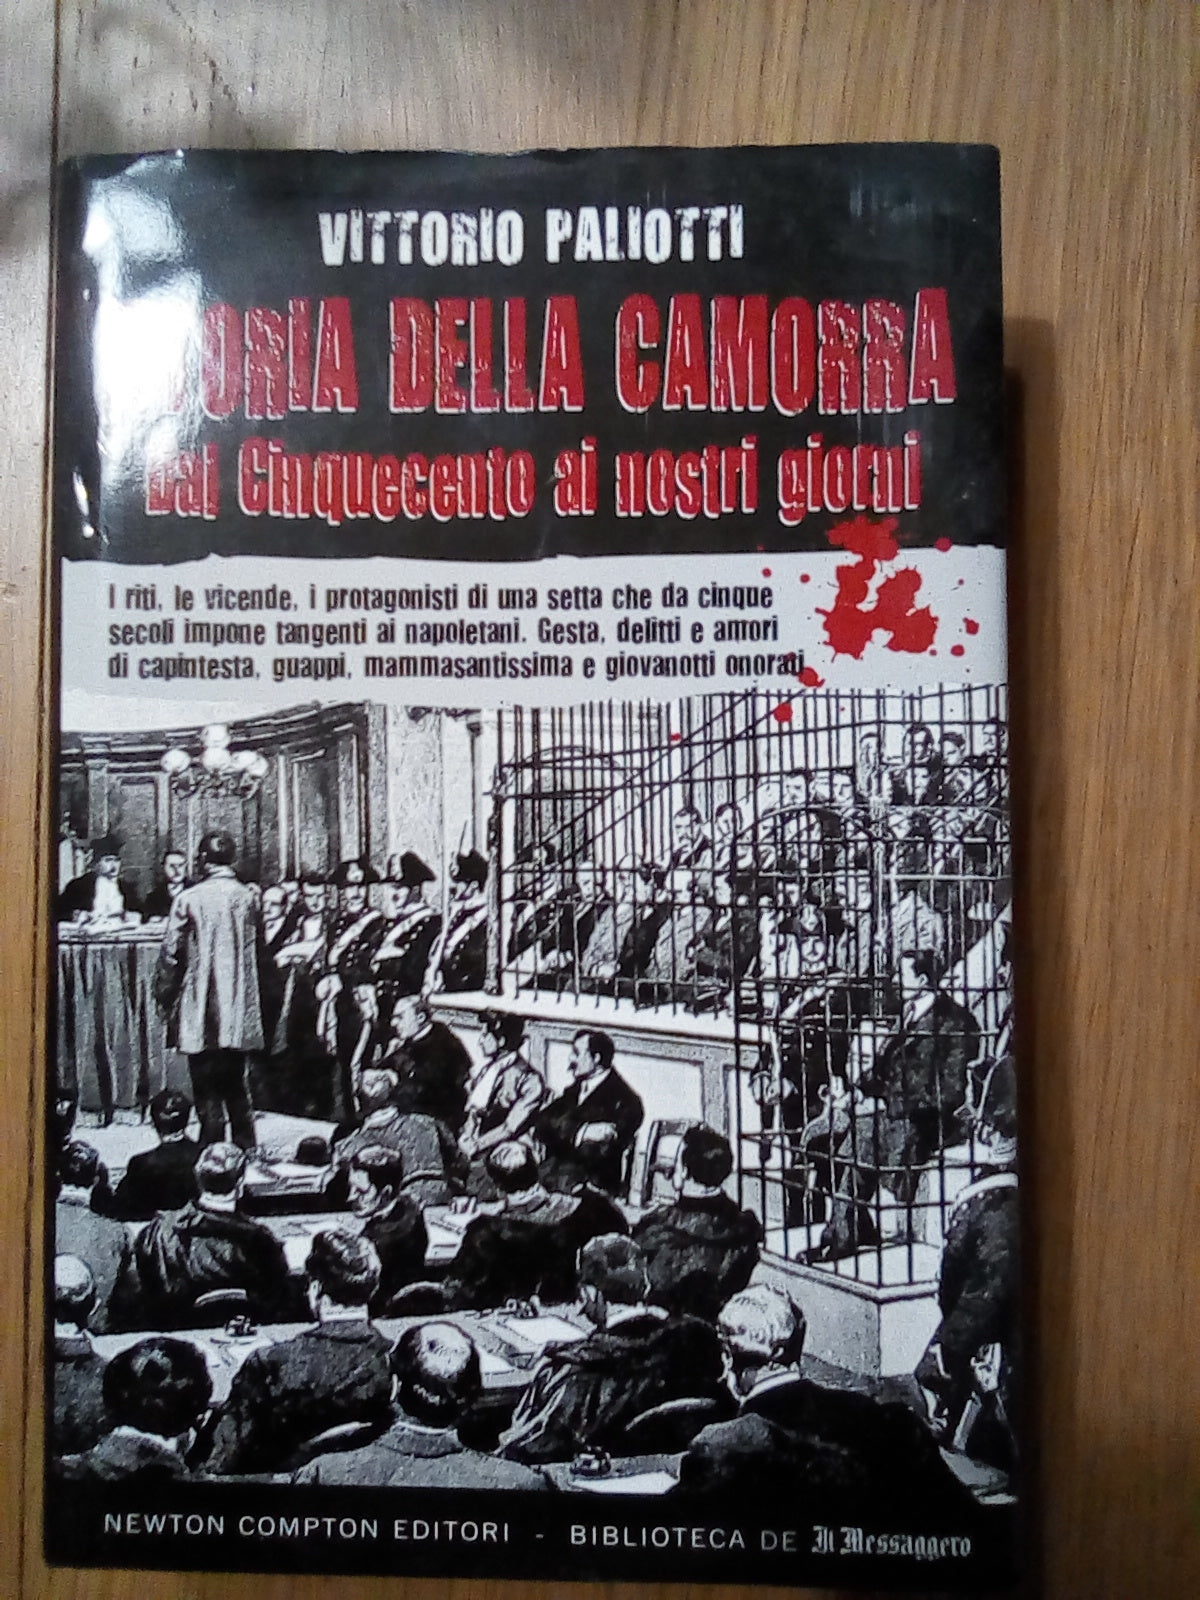 VITTORIO PALIOTTI
STORIA DELLA CAMORRA
Dal Cinquecento ai nostri giorni
I riti, le vicende, i protagonisti di una setta che da cinque
secoli impone tangenti ai napoletani. Gesta, delitti e amori
di capintesta, guappi, mammasantissima e giovanotti onorati
NEWTON COMPTON EDITORI - BIBLIOTECA DE Il Messaggero